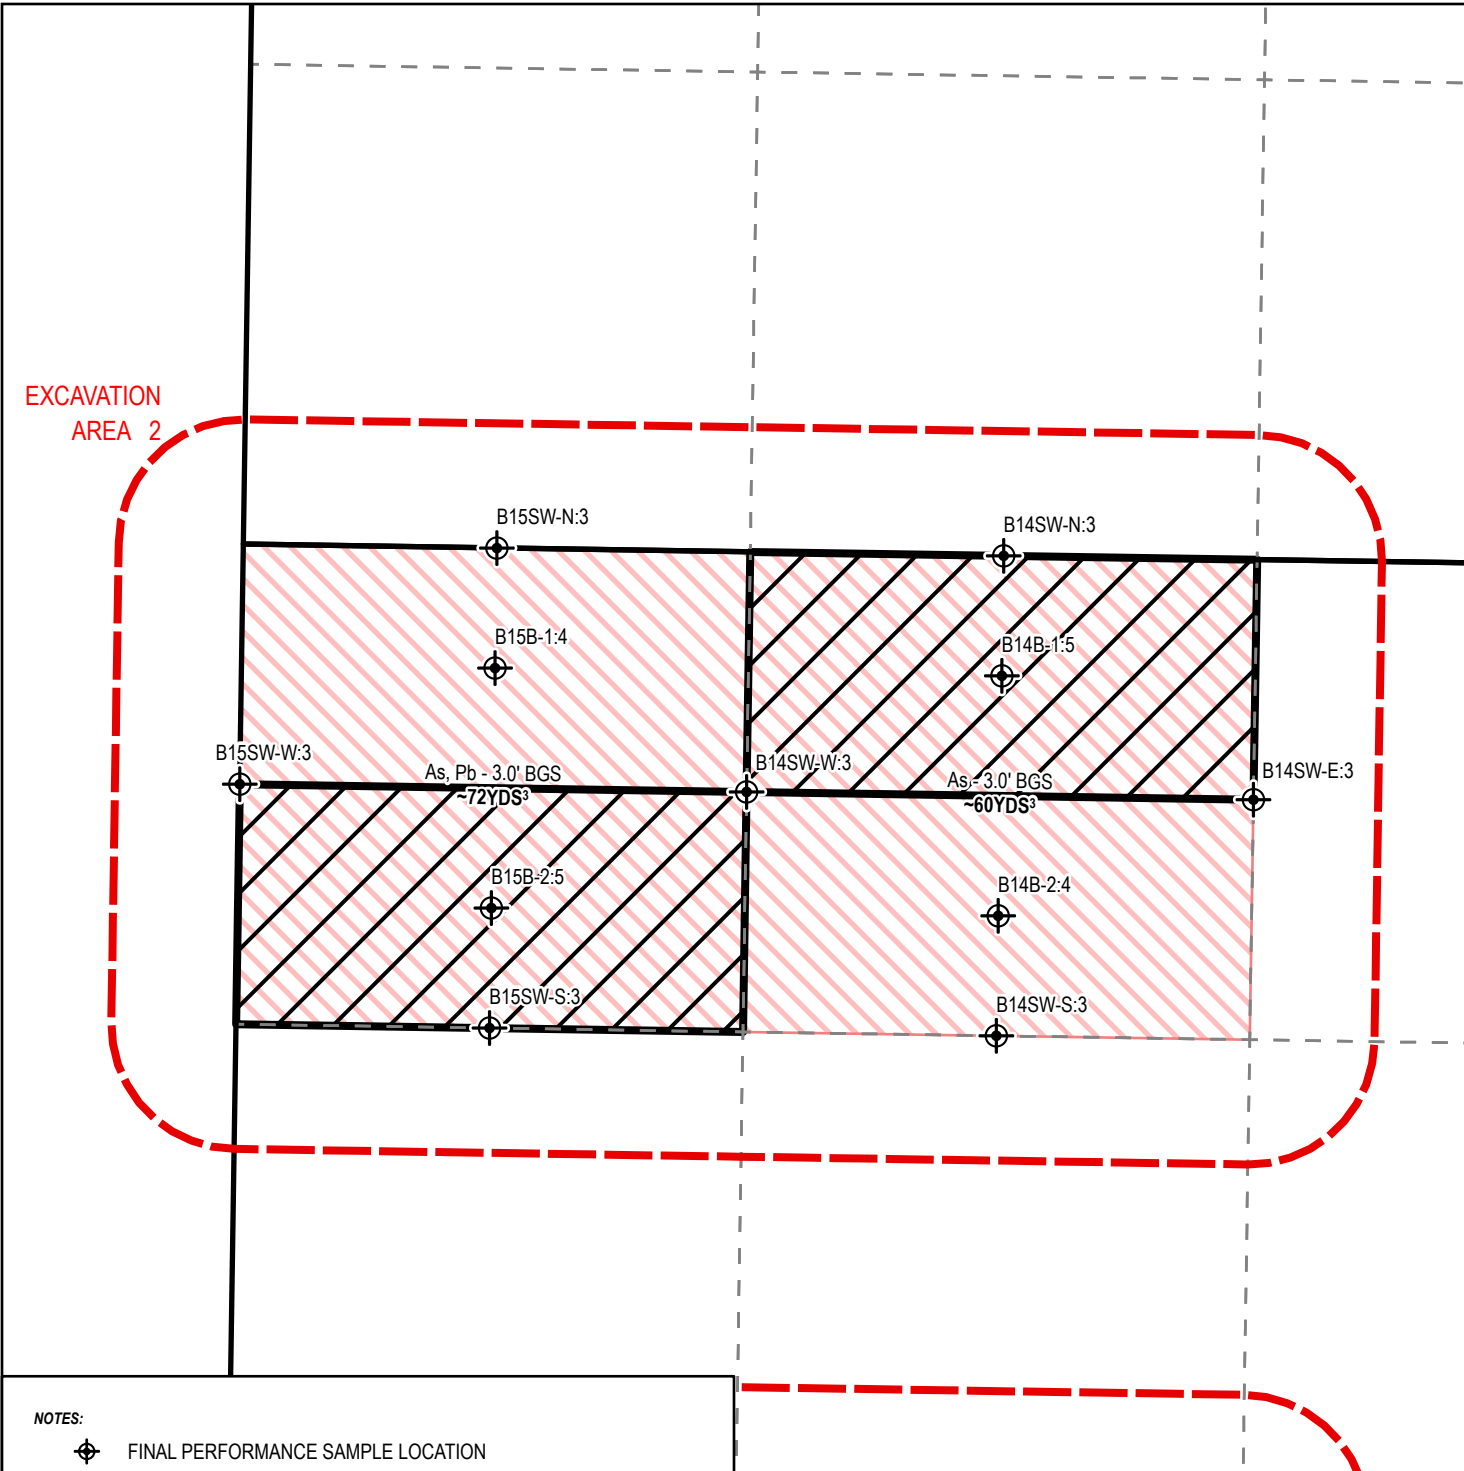 EXCAVATION
AREA 2
B15SW-N:3
B14SW-N:3
B15B-1:4
B14B-1:5
B15SW-W:3
As, Pb - 3.0' BGS
~72YDS³
B14SW-W:3
As - 3.0' BGS
~60YDS³
B14SW-E:3
B15B-2:5
B14B-2:4
B15SW-S:3
B14SW-S:3
NOTES:
FINAL PERFORMANCE SAMPLE LOCATION